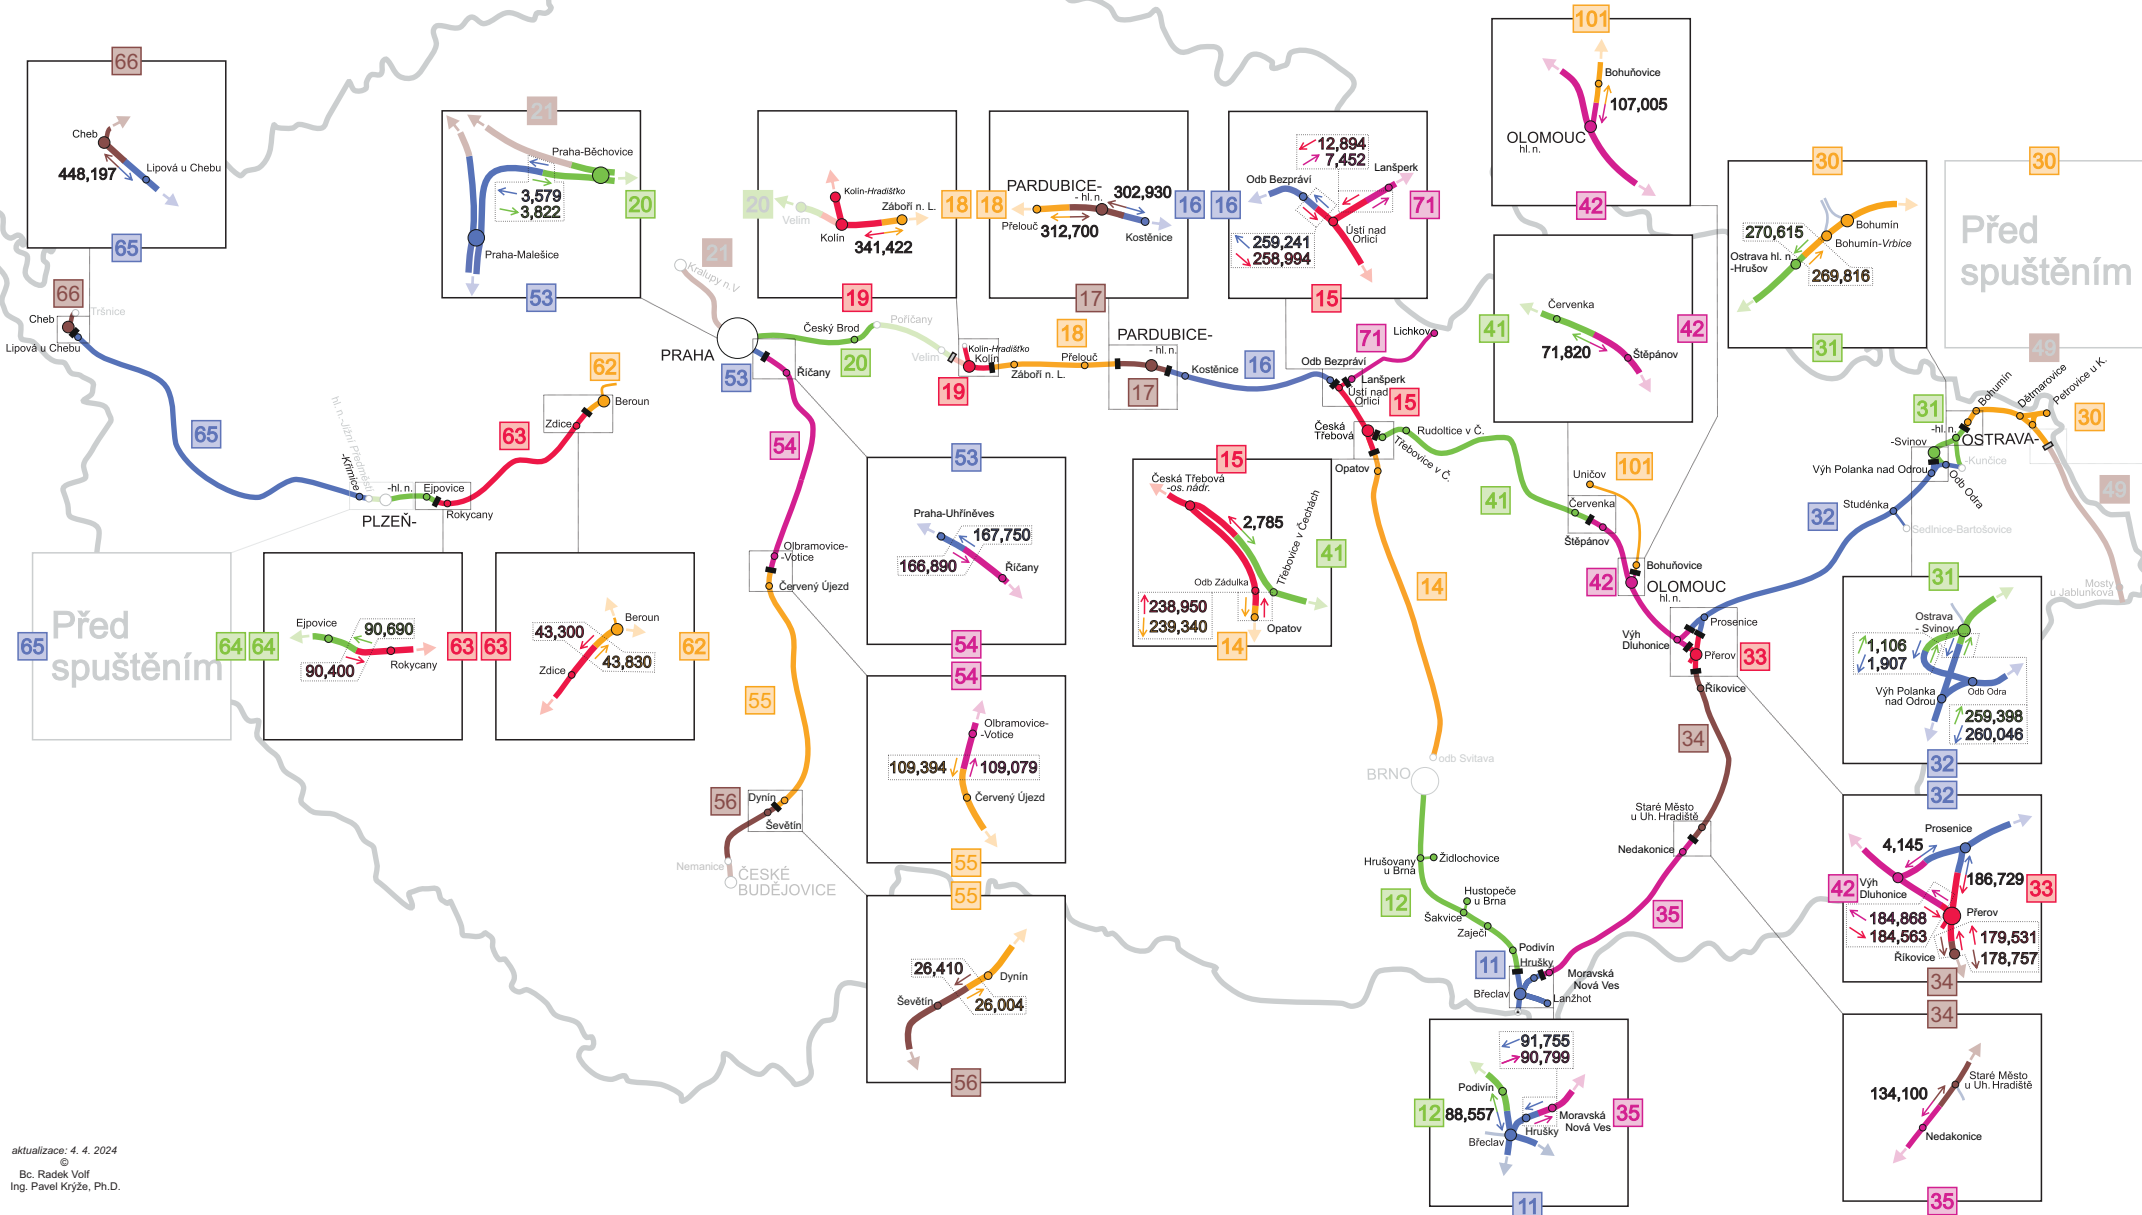 66
Cheb
Lipová u Chebu
448,197
65
21
Praha-Běchovice
3,579
3,822
20
Praha-Malešice
53
20
Velim
Kolín-Hradišťko
Záboří n. L.
Kolín
341,422
18
19
18
PARDUBICE-
- hl. n.
302,930
16
Přelouč
312,700
Kostěnice
17
16
12,894
7,452
Lanšperk
Odb Bezpráví
71
Ústí nad
Orlicí
259,241
258,994
15
101
Bohuňovice
107,005
OLOMOUC
hl. n.
42
30
270,615
Bohumín
Bohumín-Vrbice
Ostrava hl. n.
-Hrušov
269,816
31
30
Před
spuštěním
49
41
Červenka
42
71,820
Štěpánov
66
Cheb
Tršnice
Lipová u Chebu
65
hl. n.-Jižní Předměstí
-Křimice
-hl. n.
PLZEŇ-
Ejpovice
Rokycany
63
Zdice
62
Beroun
21
Kralupy n.V
PRAHA
53
Říčany
Český Brod
20
Poříčany
Velim
Kolín-Hradišťko
Kolín
19
Záboří n. L.
18
Přelouč
PARDUBICE-
- hl. n.
17
Kostěnice
16
Odb Bezpráví
71
Lichkov
Lanšperk
Ústí nad
Orlicí
15
Česká
Třebová
Rudoltice v Č.
Třebovice v Č.
Opatov
41
101
Uničov
Červenka
Štěpánov
Bohuňovice
42
OLOMOUC
hl. n.
Výh
Dluhonice
Prosenice
Přerov
33
Říkovice
32
Studénka
Sedlnice-Bartošovice
Výh Polanka nad Odrou
Odb Odra
-Svinov
-hl. n.
OSTRAVA-
-Kunčice
31
Bohumín
Dětmarovice
Petrovice u K.
30
49
Mosty
u Jablunkova
54
Olbramovice-
-Votice
Červený Újezd
55
56
Dynín
Ševětín
Nemanice
ČESKÉ
BUDĚJOVICE
14
odb Svitava
BRNO
Hrušovany
u Brna
Židlochovice
12
Hustopeče
u Brna
Šakvice
Zaječí
Podivín
11
Hrušky
Břeclav
Moravská
Nová Ves
Lanžhot
35
34
Staré Město
u Uh. Hradiště
Nedakonice
65
Před
spuštěním
64
64
Ejpovice
90,690
90,400
Rokycany
63
63
Beroun
43,300
43,830
Zdice
62
53
Praha-Uhříněves
167,750
166,890
Říčany
54
54
Olbramovice-
-Votice
109,394
109,079
Červený Újezd
55
55
26,410
Dynín
Ševětín
26,004
56
15
Česká Třebová
-os. nádr.
2,785
Třebovice v Čechách
41
Odb Zádulka
238,950
239,340
Opatov
14
31
Ostrava
- Svinov
1,106
1,907
Výh Polanka
nad Odrou
Odb Odra
259,398
260,046
32
32
Prosenice
4,145
186,729
42
Výh
Dluhonice
33
184,868
184,563
Přerov
179,531
178,757
Říkovice
34
34
Staré Město
u Uh. Hradiště
134,100
Nedakonice
35
91,755
90,799
Podivín
12
88,557
Moravská
Nová Ves
35
Hrušky
Břeclav
11
aktualizace: 4. 4. 2024
©
Bc. Radek Volf
Ing. Pavel Krýže, Ph.D.